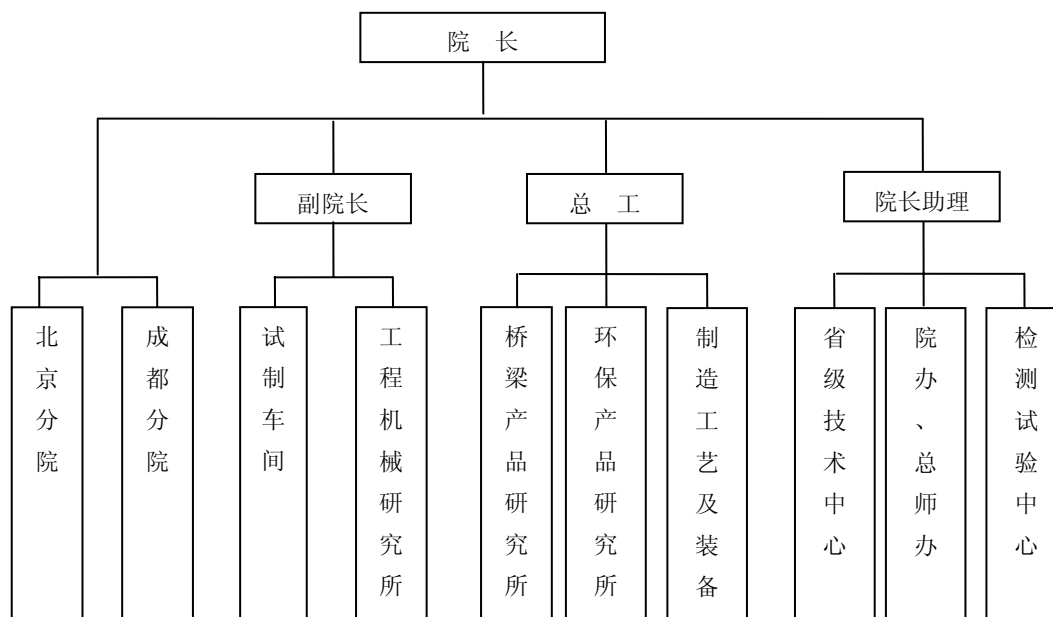 院 长
副院长
总 工
院长助理
北京分院
成都分院
试制车间
工程机械研究所
桥梁产品研究所
环保产品研究所
制造工艺及装备
省级技术中心
院办、总师办
检测试验中心